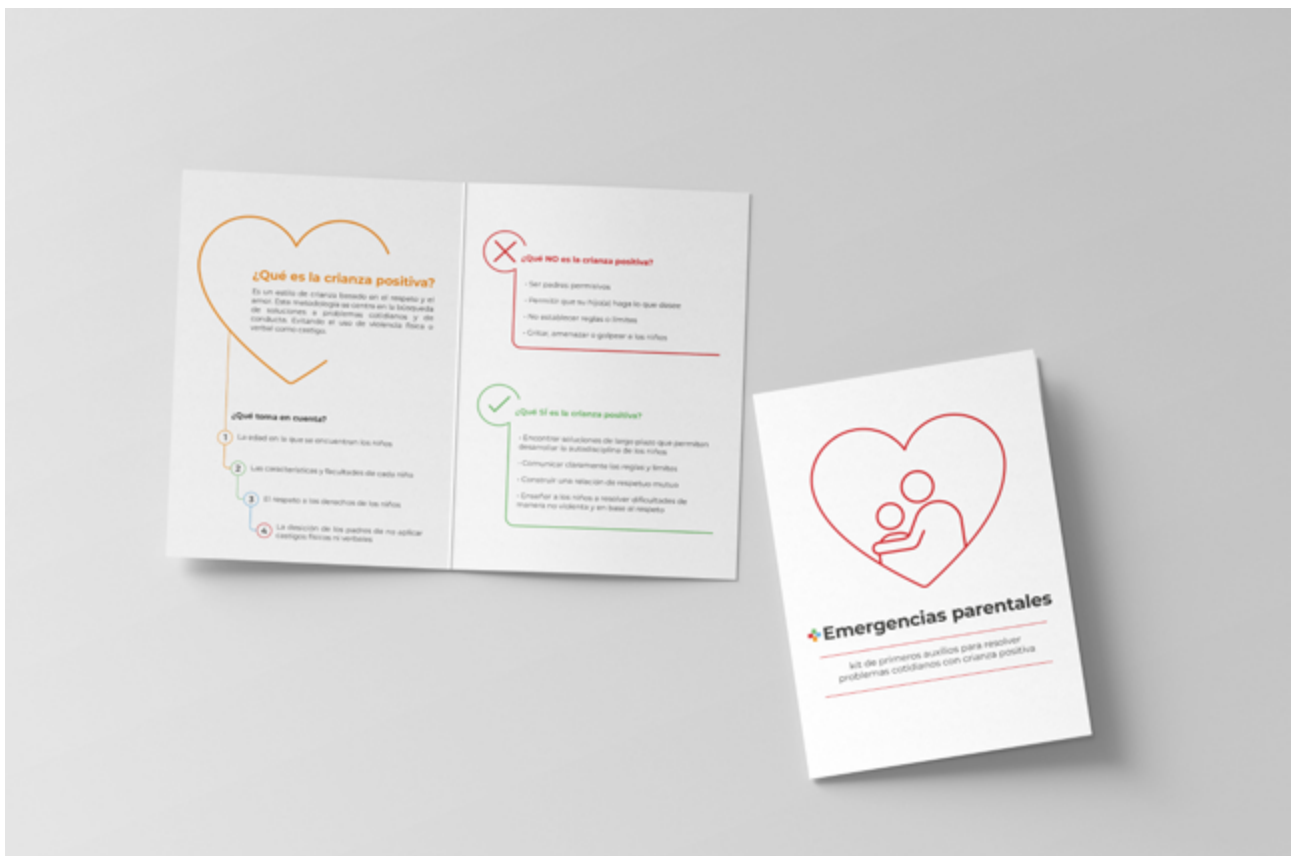 ¿Qué es la crianza positiva?
Es un estilo de crianza basado en el respeto y el
amor. Esta metodología se centra en la búsqueda
de soluciones a problemas cotidianos y de
conducta. Evitando el uso de violencia física o
verbal como castigo.
¿Qué toma en cuenta?
1 La edad en la que se encuentran los niños
2 Las características y facultades de cada niño
3 El respeto a los derechos de los niños
4 La desición de los padres de no aplicar
castigos físicos ni verbales
¿Qué NO es la crianza positiva?
- Ser padres permisivos
- Permitir que su hijo(a) haga lo que desee
- No establecer reglas o límites
- Gritar, amenazar o golpear a los niños
¿Qué SÍ es la crianza positiva?
- Encontrar soluciones de largo plazo que permitan
desarrollar la autodisciplina de los niños
- Comunicar claramente las reglas y límites
- Construir una relación de respetuo mutuo
- Enseñar a los niños a resolver dificultades de
manera no violenta y en base al respeto
Emergencias parentales
kit de primeros auxilios para resolver
problemas cotidianos con crianza positiva